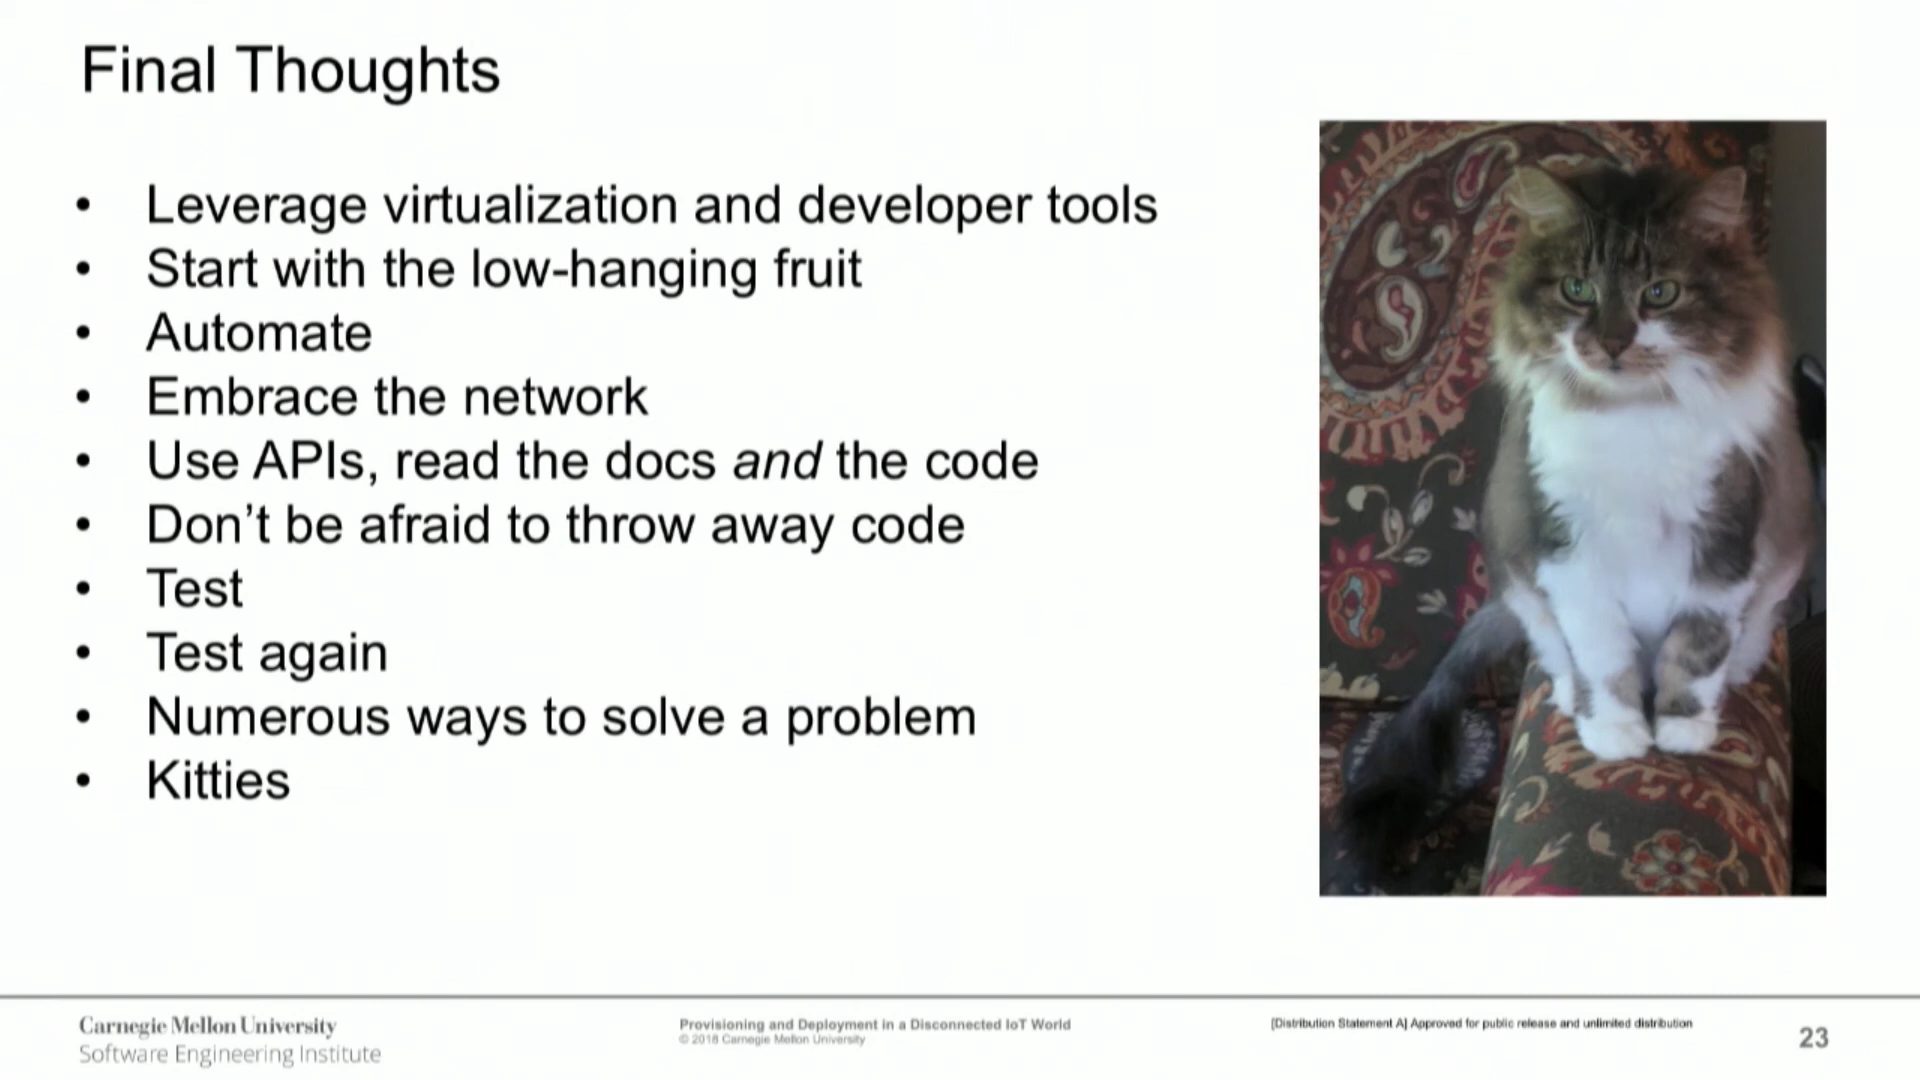 Final Thoughts
• Leverage virtualization and developer tools
• Start with the low-hanging fruit
• Automate
• Embrace the network
• Use APIs, read the docs and the code
• Don’t be afraid to throw away code
• Test
• Test again
• Numerous ways to solve a problem
• Kitties
Carnegie Mellon University
Software Engineering Institute
Provisioning and Deployment in a Disconnected IoT World
© 2018 Carnegie Mellon University
[Distribution Statement A] Approved for public release and unlimited distribution
23